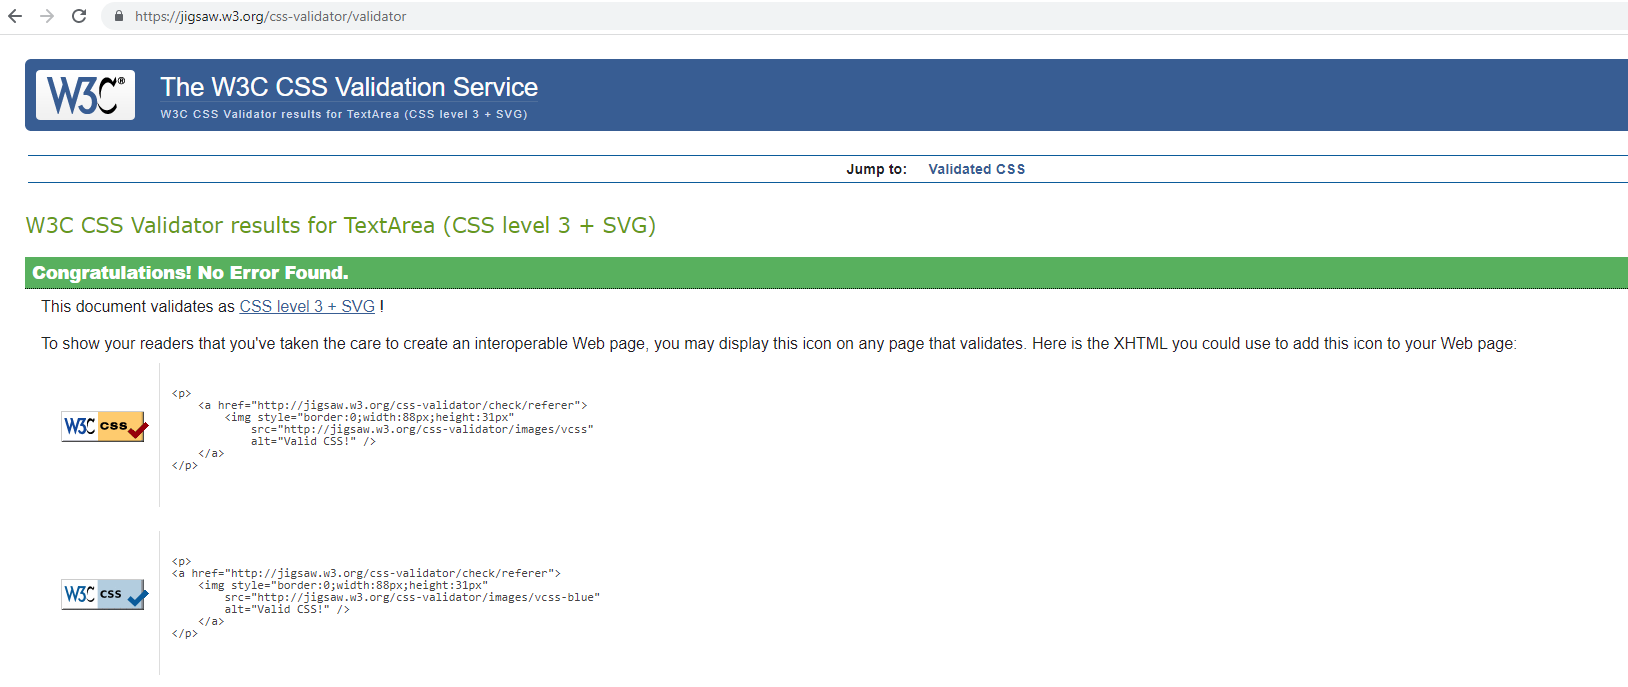 https://jigsaw.w3.org/css-validator/validator
W3C®
The W3C CSS Validation Service
W3C CSS Validator results for TextArea (CSS level 3 + SVG)
Jump to: Validated CSS
W3C CSS Validator results for TextArea (CSS level 3 + SVG)
Congratulations! No Error Found.
This document validates as CSS level 3 + SVG !
To show your readers that you've taken the care to create an interoperable Web page, you may display this icon on any page that validates. Here is the XHTML you could use to add this icon to your Web page:
W3C css
<p>
<a href="http://jigsaw.w3.org/css-validator/check/referer">
<img style="border:0;width:88px;height:31px"
src="http://jigsaw.w3.org/css-validator/images/vcss"
alt="Valid CSS!" />
</a>
</p>
W3C css
<p>
<a href="http://jigsaw.w3.org/css-validator/check/referer">
<img style="border:0;width:88px;height:31px"
src="http://jigsaw.w3.org/css-validator/images/vcss-blue"
alt="Valid CSS!" />
</a>
</p>